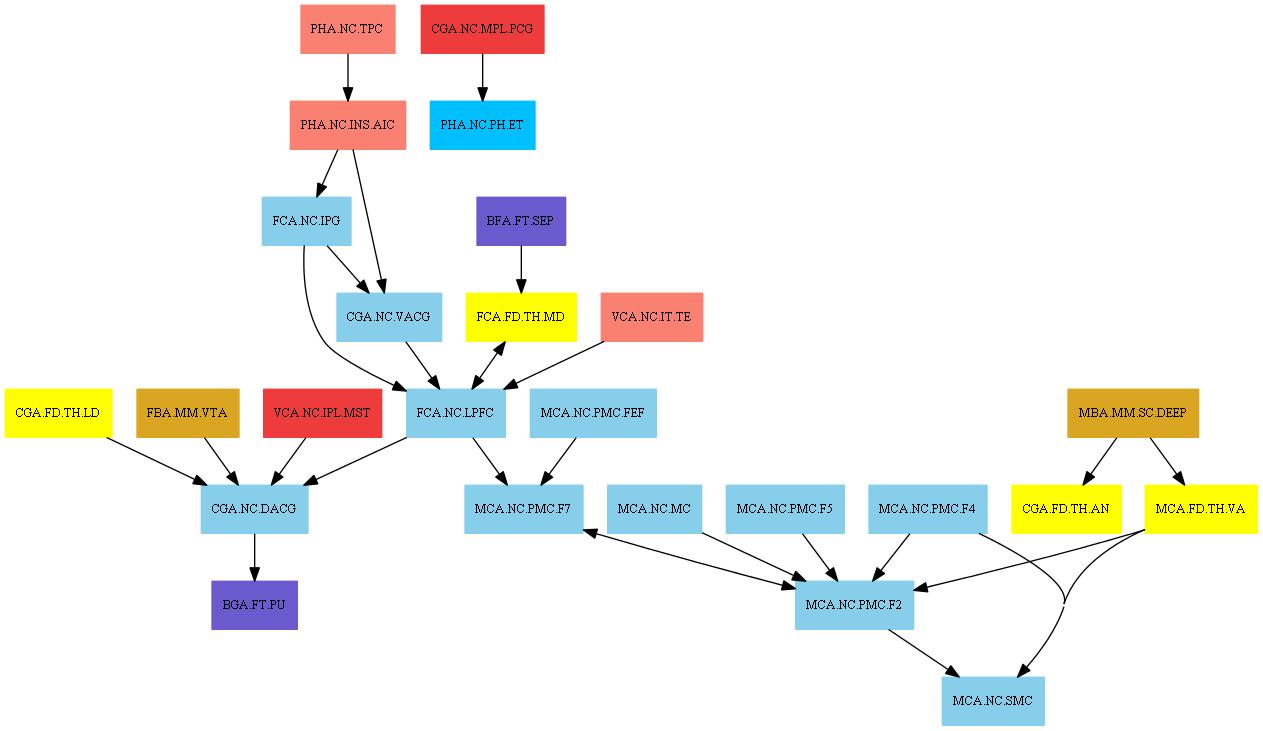 PHA.NC.TPC
CGA.NC.MPL.PCG
PHA.NC.INS.AIC
PHA.NC.PH.ET
FCA.NC.IPG
BFA.FT.SEP
CGA.NC.VACG
FCA.FD.TH.MD
VCA.NC.IT.TE
CGA.FD.TH.LD
FBA.MM.VTA
VCA.NC.IPL.MST
FCA.NC.LPFC
MCA.NC.PMC.FEF
MBA.MM.SC.DEEP
CGA.NC.DACG
MCA.NC.PMC.F7
MCA.NC.MC
MCA.NC.PMC.F5
MCA.NC.PMC.F4
CGA.FD.TH.AN
MCA.FD.TH.VA
BGA.FT.PU
MCA.NC.PMC.F2
MCA.NC.SMC